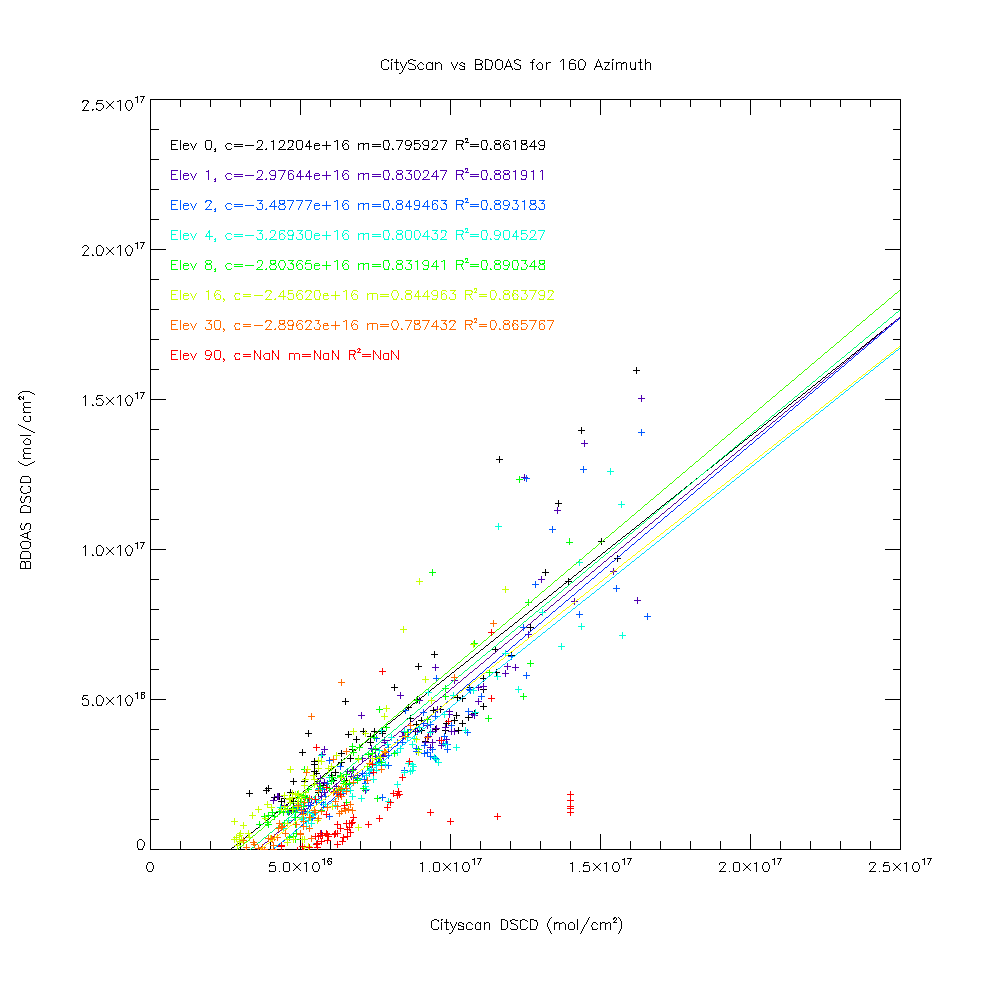 CityScan vs BDOAS for 160 Azimuth
2.5×10¹⁷
Elev 0, c=−2.12204e+16 m=0.795927 R²=0.861849
Elev 1, c=−2.97644e+16 m=0.830247 R²=0.881911
Elev 2, c=−3.48777e+16 m=0.849463 R²=0.893183
Elev 4, c=−3.26930e+16 m=0.800432 R²=0.904527
2.0×10¹⁷
Elev 8, c=−2.80365e+16 m=0.831941 R²=0.890348
Elev 16, c=−2.45620e+16 m=0.844963 R²=0.863792
Elev 30, c=−2.89623e+16 m=0.787432 R²=0.865767
Elev 90, c=NaN m=NaN R²=NaN
1.5×10¹⁷
BDOAS DSCD (mol/cm²)
1.0×10¹⁷
5.0×10¹⁶
0
0 5.0×10¹⁶ 1.0×10¹⁷ 1.5×10¹⁷ 2.0×10¹⁷ 2.5×10¹⁷
Cityscan DSCD (mol/cm²)